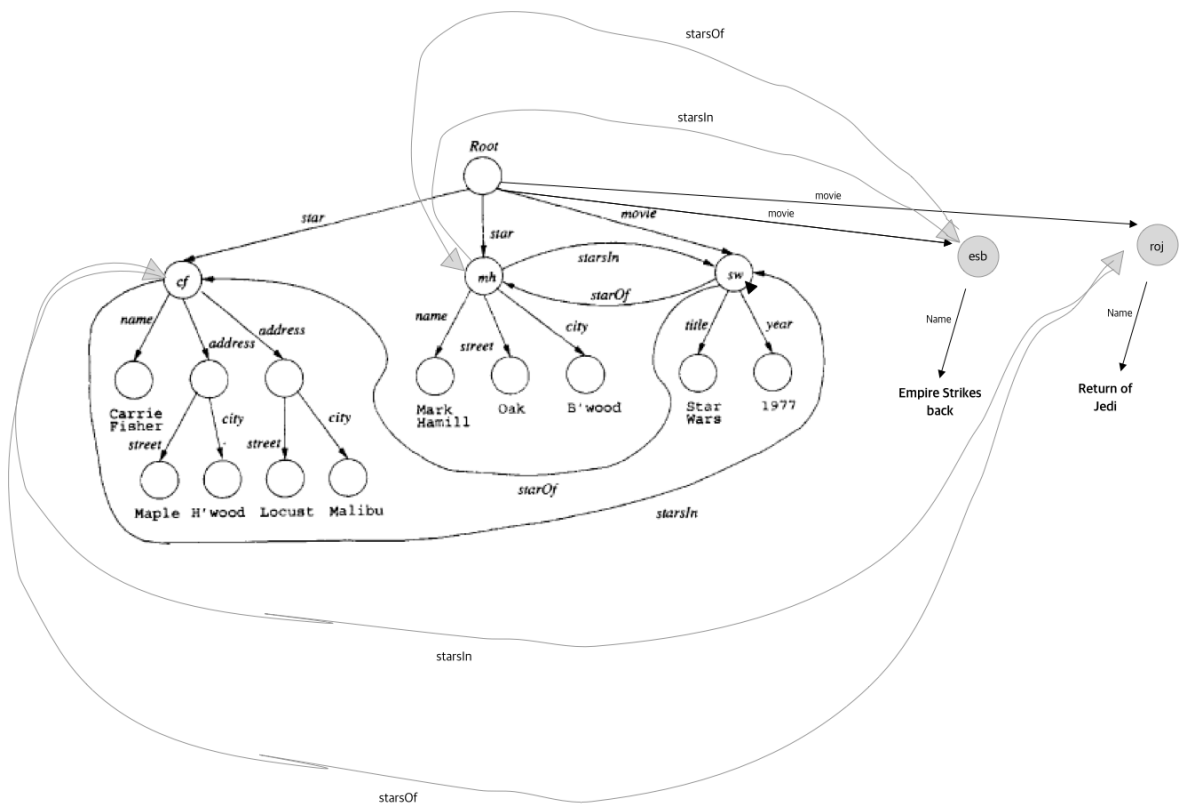 starsOf
starsIn
Root
movie
movie
movie
star
star
starsIn
starOf
cf
mh
sw
esb
roj
name
address
address
name
street
city
title
year
Name
Name
Carrie
Fisher
Mark
Hamill
Oak
B'wood
Star
Wars
1977
Empire Strikes
back
Return of
Jedi
street
city
street
city
Maple
H'wood
Locust
Malibu
starOf
starsIn
starsIn
starsOf